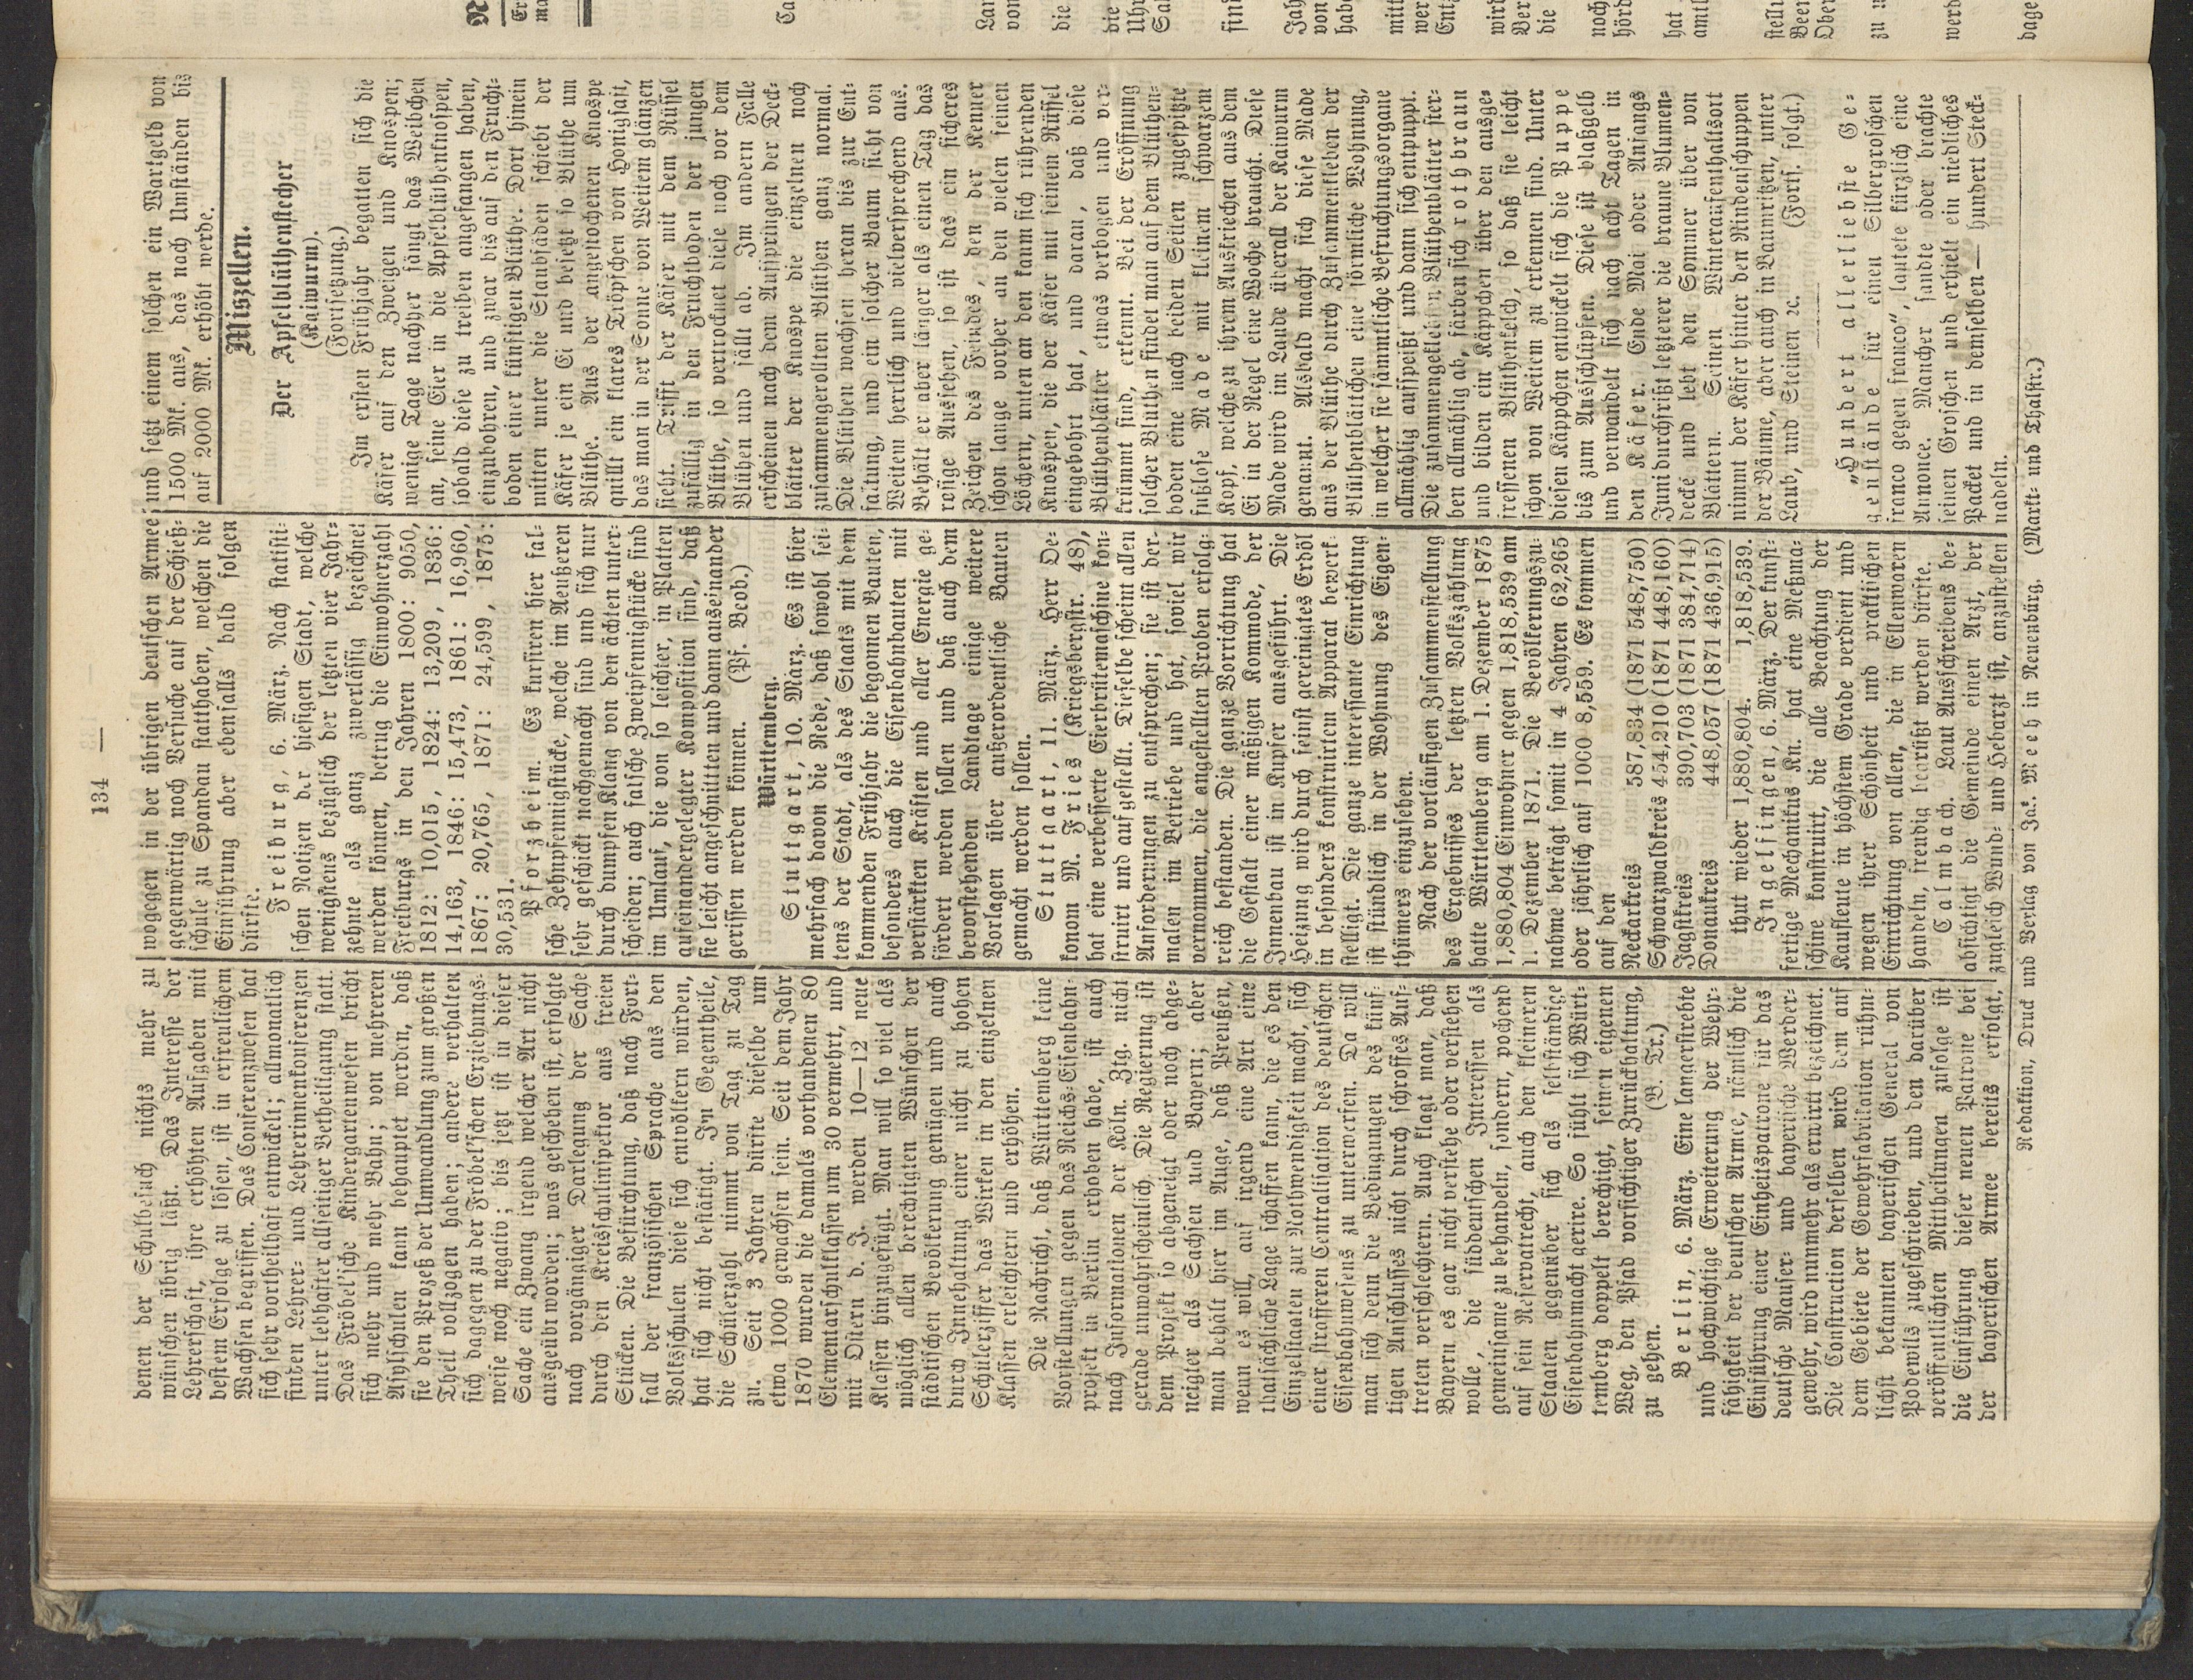 — 134 —
denen der Schulbesuch nichts mehr zu
wünschen übrig läßt. Das Interesse der
Lehrerschaft, ihre erhöhten Aufgaben mit
bestem Erfolge zu lösen, ist in erfreulichem
Wachsen begriffen. Das Conferenzwesen hat
sich sehr vortheilhaft entwickelt; allmonatlich
finden Lehrer- und Lehrerinnenkonferenzen
unter lebhafter allseitiger Betheiligung statt.
Das Fröbel'sche Kindergartenwesen bricht
sich mehr und mehr Bahn; von mehreren
Asylschulen kann behauptet werden, daß
sie den Prozeß der Umwandlung zum großen
Theil vollzogen haben; andere verhalten
sich dagegen zu der Fröbel'schen Erziehungs-
weise noch negativ; bis jetzt ist in dieser
Sache ein Zwang irgend welcher Art nicht
ausgeübt worden; was geschehen ist, erfolgte
nach vorgängiger Darlegung der Sache
durch den Kreisschulinspektor aus freien
Stücken. Die Befürchtung, daß nach Fort-
fall der französischen Sprache aus den
Volksschulen diese sich entvölkern würden,
hat sich nicht bestätigt. Im Gegentheile,
die Schülerzahl nimmt von Tag zu Tag
zu. Seit 3 Jahren dürfte dieselbe um
etwa 1000 gewachsen sein. Seit dem Jahr
1870 wurden die damals vorhandenen 80
Elementarschulklassen um 30 vermehrt, und
mit Ostern d. J. werden 10—12 neue
Klassen hinzugefügt. Man will so viel als
möglich allen berechtigten Wünschen der
städtischen Bevölkerung genügen und auch
durch Innehaltung einer nicht zu hohen
Schülerziffer das Wirken in den einzelnen
Klassen erleichtern und erhöhen.
Die Nachricht, daß Württemberg keine
Vorstellungen gegen das Reichs-Eisenbahn-
projekt in Berlin erhoben habe, ist auch
nach Informationen der Köln. Ztg. nicht
gerade unwahrscheinlich. Die Regierung ist
dem Projekt so abgeneigt oder noch abge-
neigter als Sachsen und Bayern; aber
man behält hier im Auge, daß Preußen,
wenn es will, auf irgend eine Art eine
thatsächliche Lage schaffen kann, die es den
Einzelstaaten zur Nothwendigkeit macht, sich
einer strafferen Centralisation des deutschen
Eisenbahnwesens zu unterwerfen. Da will
man sich denn die Bedingungen des künf-
tigen Anschlusses nicht durch schroffes Auf-
treten verschlechtern. Auch klagt man, daß
Bayern es gar nicht verstehe oder verstehen
wolle, die süddeutschen Interessen als
gemeinsame zu behandeln, sondern, pochend
auf sein Reservatrecht, auch den kleineren
Staaten gegenüber sich als selbständige
Eisenbahnmacht gerire. So fühlt sich Würt-
temberg doppelt berechtigt, seinen eigenen
Weg, den Pfad vorsichtiger Zurückhaltung,
zu gehen. (B. Tr.)
Berlin, 6. März. Eine langerstrebte
und hochwichtige Erweiterung der Wehr-
fähigkeit der deutschen Armee, nämlich die
Einführung einer Einheitspatrone für das
deutsche Mauser- und bayerische Werder-
gewehr, wird nunmehr als erwirkt bezeichnet.
Die Construction derselben wird dem auf
dem Gebiete der Gewehrfabrikation rühm-
lichst bekannten bayerischen General von
Podewils zugeschrieben, und den darüber
veröffentlichten Mittheilungen zufolge ist
die Einführung dieser neuen Patrone bei
der bayerischen Armee bereits erfolgt,
wogegen in der übrigen deutschen Armee
gegenwärtig noch Versuche auf der Schieß-
schule zu Spandau statthaben, welchen die
Einführung aber ebenfalls bald folgen
dürfte.
Freiburg, 6. März. Nach statisti-
schen Notizen der hiesigen Stadt, welche
wenigstens bezüglich der letzten vier Jahr-
zehnte als ganz zuverlässig bezeichnet
werden können, betrug die Einwohnerzahl
Freiburgs in den Jahren 1800: 9050,
1812: 10,015, 1824: 13,209, 1836:
14,163, 1846: 15,473, 1861: 16,960,
1867: 20,765, 1871: 24,599, 1875:
30,531.
Pforzheim. Es kursiren hier fal-
sche Zehnpfennigstücke, welche im Aeußeren
sehr geschickt nachgemacht sind und sich nur
durch dumpfen Klang von den ächten unter-
scheiden; auch falsche Zweipfennigstücke sind
im Umlauf, die von so leichter, in Platten
aufeinandergelegter Komposition sind, daß
sie leicht angeschnitten und dann auseinander
gerissen werden können. (Pf. Beob.)
Württemberg.
Stuttgart, 10. März. Es ist hier
mehrfach davon die Rede, daß sowohl sei-
tens der Stadt, als des Staats mit dem
kommenden Frühjahr die begonnen Bauten,
besonders auch die Eisenbahnbauten mit
verstärkten Kräften und aller Energie ge-
fördert werden sollen und daß auch dem
bevorstehenden Landtage einige weitere
Vorlagen über außerordentliche Bauten
gemacht werden sollen.
Stuttgart, 11. März. Herr De-
konom M. Fries (Kriegsbergstr. 48),
hat eine verbesserte Eierbrütemaschine kon-
struirt und aufgestellt. Dieselbe scheint allen
Anforderungen zu entsprechen; sie ist der-
malen im Betriebe und hat, soviel wir
vernommen, die angestellten Proben erfolg-
reich bestanden. Die ganze Vorrichtung hat
die Gestalt einer mäßigen Kommode, der
Innenbau ist in Kupfer ausgeführt. Die
Heizung wird durch feinst gereinigtes Erdöl
in besonders konstruirtem Apparat bewerk-
stelligt. Die ganze interessante Einrichtung
ist stündlich in der Wohnung des Eigen-
thümers einzusehen.
Nach der vorläufigen Zusammenstellung
des Ergebnisses der letzten Volkszählung
hatte Württemberg am 1. Dezember 1875
1,880,804 Einwohner gegen 1,818,539 am
1. Dezember 1871. Die Bevölkerungszu-
nahme beträgt somit in 4 Jahren 62,265
oder jährlich auf 1000 8,559. Es kommen
auf den
Neckarkreis 587,834 (1871 548,750)
Schwarzwaldkreis 454,210 (1871 448,160)
Jagstkreis 390,703 (1871 384,714)
Donaukreis 448,057 (1871 436,915)
thut wieder 1,880,804. 1,818,539.
Ingelfingen, 6. März. Der kunst-
fertige Mechanikus Kn. hat eine Meßma-
schine konstruirt, die alle Beachtung der
Kaufleute in höchstem Grade verdient und
wegen ihrer Schönheit und praktischen
Einrichtung von allen, die in Ellenwaren
handeln, freudig begrüßt werden dürfte.
Calmbach. Laut Ausschreibens be-
absichtigt die Gemeinde einen Arzt, der
zugleich Wund- und Hebarzt ist, anzustellen
und setzt einem solchen ein Wartgeld von
1500 Mk. aus, das nach Umständen bis
auf 2000 Mk. erhöht werde.
Miszellen.
Der Apfelblüthenstecher
(Kaiwurm).
(Fortsetzung.)
Im ersten Frühjahr begatten sich die
Käfer auf den Zweigen und Knospen;
wenige Tage nachher fängt das Weibchen
an, seine Eier in die Apfelblüthenknospen,
sobald diese zu treiben angefangen haben,
einzubohren, und zwar bis auf den Frucht-
boden einer künftigen Blüthe. Dort hinein
mitten unter die Staubfäden schiebt der
Käfer je ein Ei und besetzt so Blüthe um
Blüthe. Aus der angestochenen Knospe
quillt ein klares Tröpfchen von Honigsaft,
das man in der Sonne von Weitem glänzen
sieht. Trifft der Käfer mit dem Rüssel
zufällig in den Fruchtboden der jungen
Blüthe, so vertrocknet diese noch vor dem
Blühen und fällt ab. Im andern Falle
erscheinen nach dem Aufspringen der Deck-
blätter der Knospe die einzelnen noch
zusammengerollten Blüthen ganz normal.
Die Blüthen wachsen heran bis zur Ent-
faltung, und ein solcher Baum sieht von
Weitem herrlich und vielversprechend aus.
Behält er aber länger als einen Tag das
rosige Aussehen, so ist das ein sicheres
Zeichen des Feindes, den der Kenner
schon lange vorher an den vielen feinen
Löchern, unten an den kaum sich rührenden
Knospen, die der Käfer mit seinem Rüssel
eingebohrt hat, und daran, daß diese
Blüthenblätter etwas verbogen und ver-
krümmt sind, erkennt. Bei der Eröffnung
solcher Blüthen findet man auf dem Blüthen-
boden eine nach beiden Seiten zugespitzte
fußlose Made mit kleinem schwarzem
Kopf, welche zu ihrem Auskriechen aus dem
Ei in der Regel eine Woche braucht. Diese
Made wird im Lande überall der Kaiwurm
genannt. Alsbald macht sich diese Made
aus der Blüthe durch Zusammenkleben der
Blüthenblättchen eine förmliche Wohnung,
in welcher sie sämmtliche Befruchtungsorgane
allmählig aufspeißt und dann sich entpuppt.
Die zusammengeklebten Blüthenblätter ster-
ben allmählig ab, färben sich rothbraun
und bilden ein Käppchen über den ausge-
fressenen Blüthenkelch, so daß sie leicht
schon von Weitem zu erkennen sind. Unter
diesen Käppchen entwickelt sich die Puppe
bis zum Ausschlüpfen. Diese ist blaßgelb
und verwandelt sich nach acht Tagen in
den Käfer. Ende Mai oder Anfangs
Juni durchfrißt letzterer die braune Blumen-
decke und lebt den Sommer über von
Blättern. Seinen Winteraufenthaltsort
nimmt der Käfer hinter den Rindenschuppen
der Bäume, aber auch in Baumritzen, unter
Laub, und Steinen 2c. (Forts. folgt.)
„Hundert allerliebste Ge-
genstände für einen Silbergroschen
franco gegen franco", lautete kürzlich eine
Annonce. Mancher sandte oder brachte
seinen Groschen und erhielt ein niedliches
Packet und in demselben — hundert Steck-
nadeln.
Redaktion, Druck und Verlag von Jak. Meeh in Neuenbürg. (Markt- und Thalstr.)